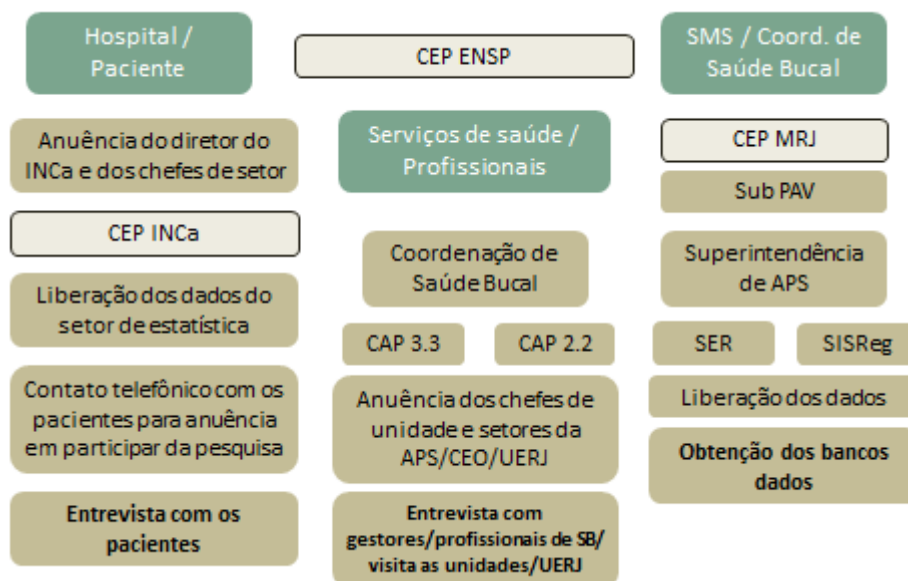 Hospital /
Paciente
Anuência do diretor do
INCa e dos chefes de setor
CEP INCa
Liberação dos dados do
setor de estatística
Contato telefônico com os
pacientes para anuência
em participar da pesquisa
Entrevista com os
pacientes
CEP ENSP
Serviços de saúde /
Profissionais
Coordenação de
Saúde Bucal
CAP 3.3
CAP 2.2
Anuência dos chefes de
unidade e setores da
APS/CEO/UERJ
Entrevista com
gestores/profissionais de SB/
visita as unidades/UERJ
SMS / Coord. de
Saúde Bucal
CEP MRJ
Sub PAV
Superintendência
de APS
SER
SISReg
Liberação dos dados
Obtenção dos bancos
dados